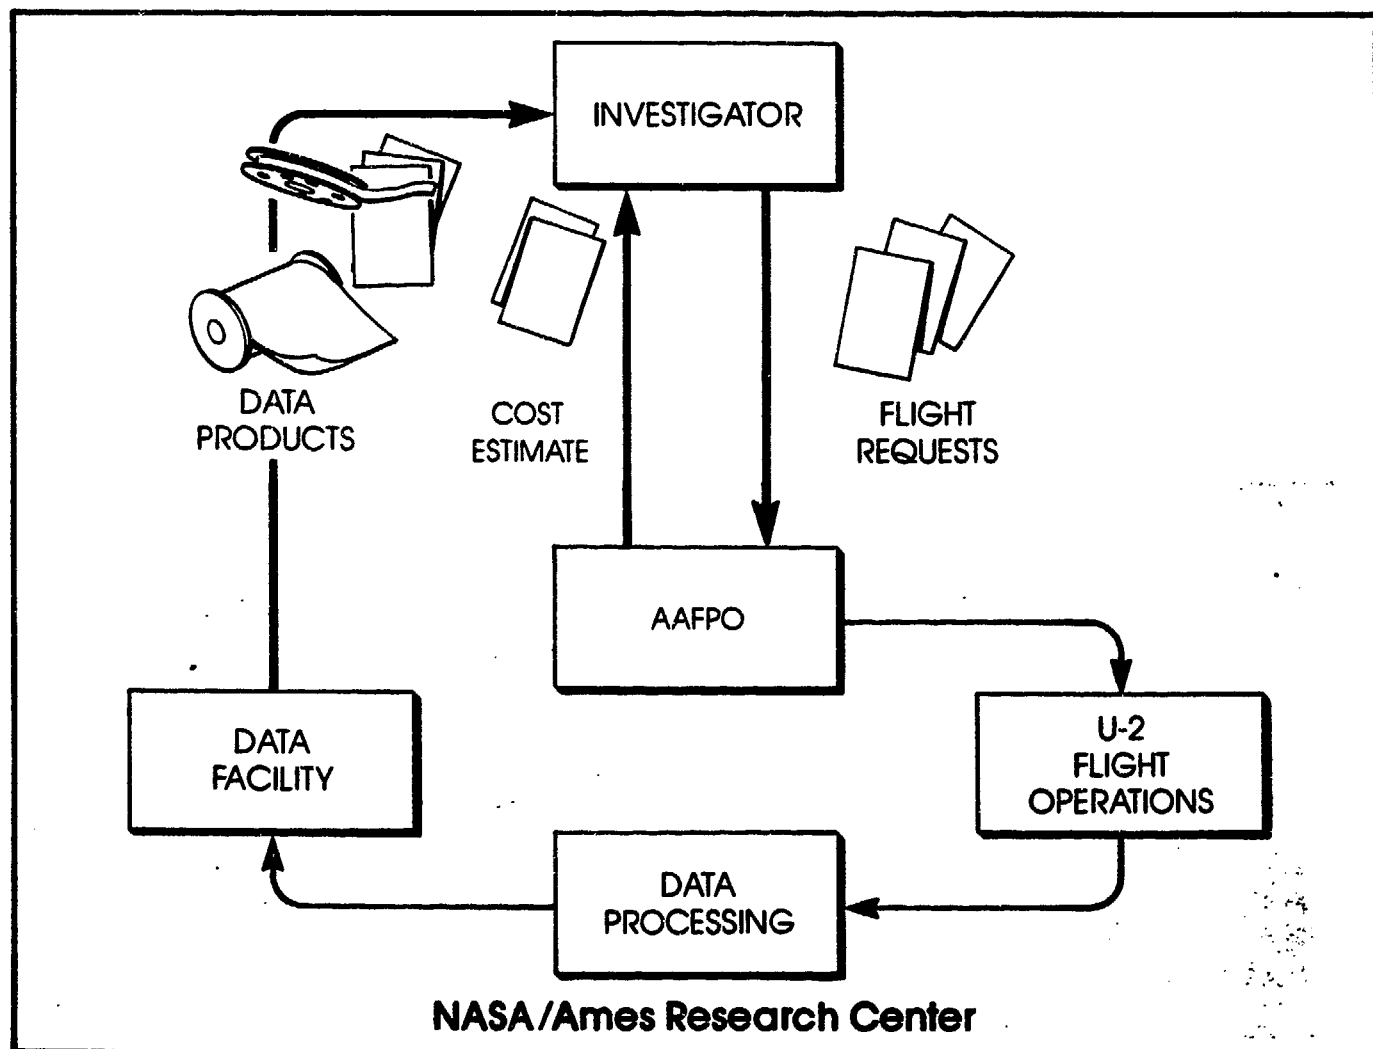 INVESTIGATOR
DATA
PRODUCTS
COST
ESTIMATE
FLIGHT
REQUESTS
AAFPO
DATA
FACILITY
U-2
FLIGHT
OPERATIONS
DATA
PROCESSING
NASA/Ames Research Center